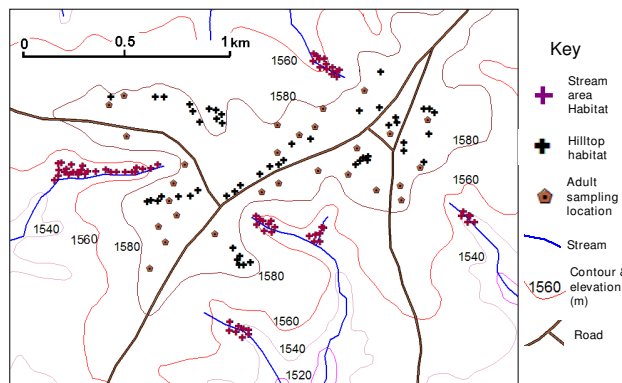 0 0.5 1 km
1560
1580
1580
1560
1540
1560
1580
1580
1540
1560
1540
1520
Key
Stream
area
Habitat
Hilltop
habitat
Adult
sampling
location
Stream
1560 Contour &
elevation
(m)
Road